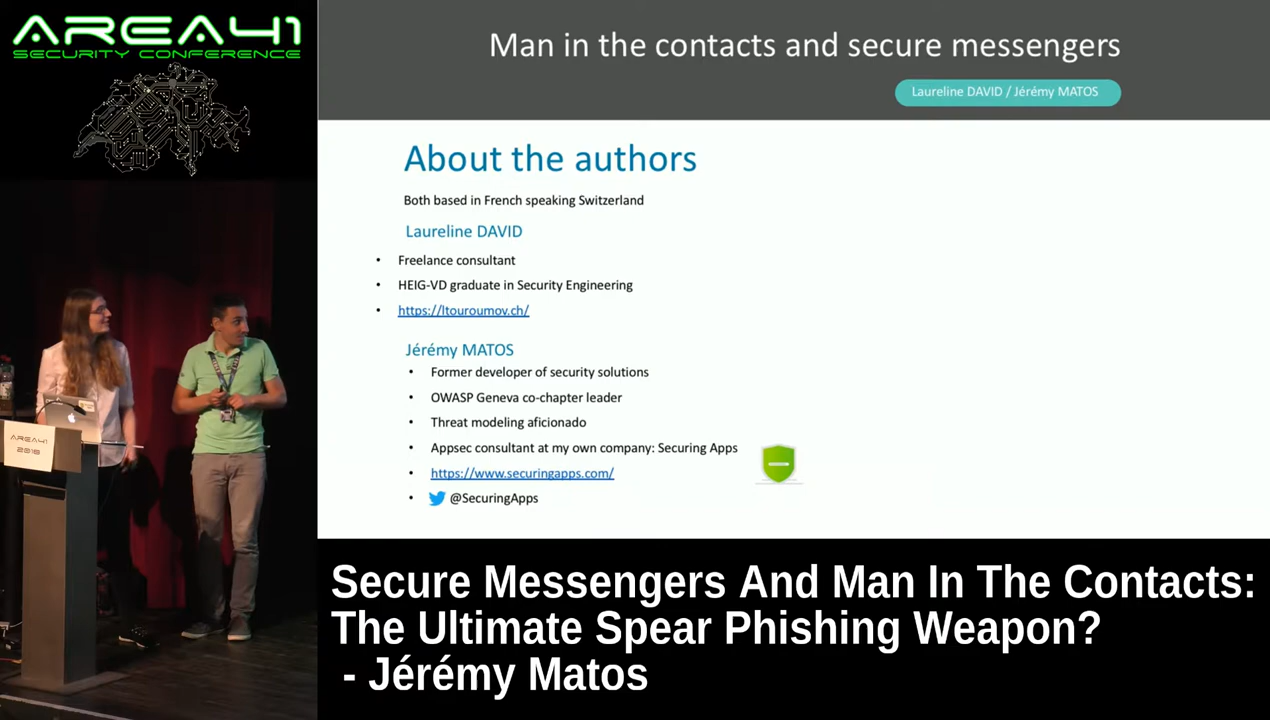 AREA41
SECURITY CONFERENCE
Man in the contacts and secure messengers
Laureline DAVID / Jérémy MATOS
About the authors
Both based in French speaking Switzerland
Laureline DAVID
• Freelance consultant
• HEIG-VD graduate in Security Engineering
• https://ltouroumov.ch/
Jérémy MATOS
• Former developer of security solutions
• OWASP Geneva co-chapter leader
• Threat modeling aficionado
• Appsec consultant at my own company: Securing Apps
• https://www.securingapps.com/
• @SecuringApps
AREA41
2018
Secure Messengers And Man In The Contacts:
The Ultimate Spear Phishing Weapon?
- Jérémy Matos